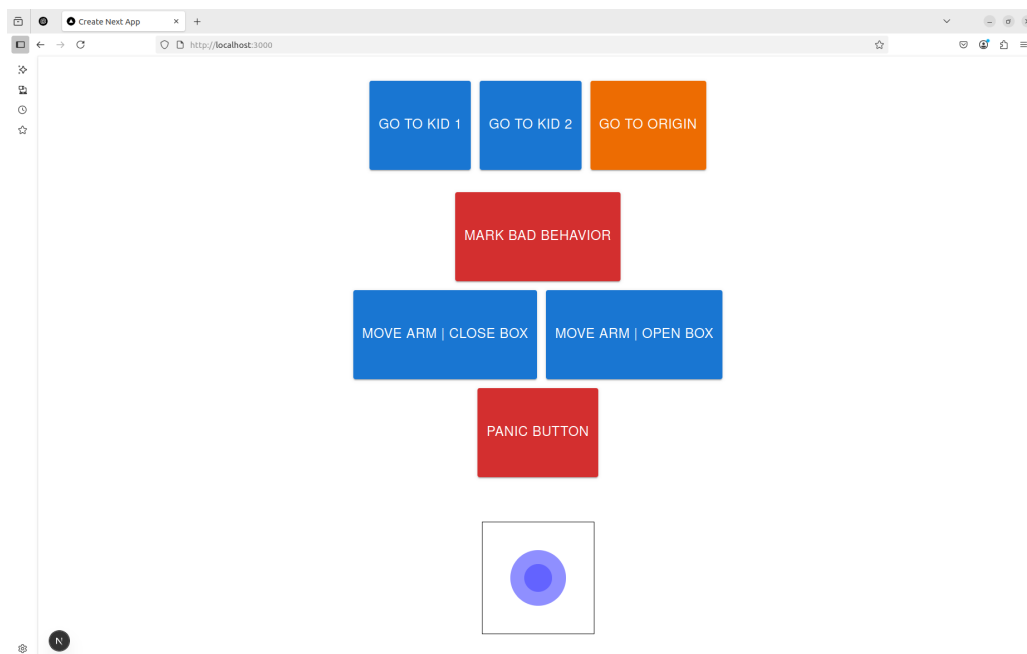 Create Next App
http://localhost:3000
GO TO KID 1
GO TO KID 2
GO TO ORIGIN
MARK BAD BEHAVIOR
MOVE ARM | CLOSE BOX
MOVE ARM | OPEN BOX
PANIC BUTTON
N